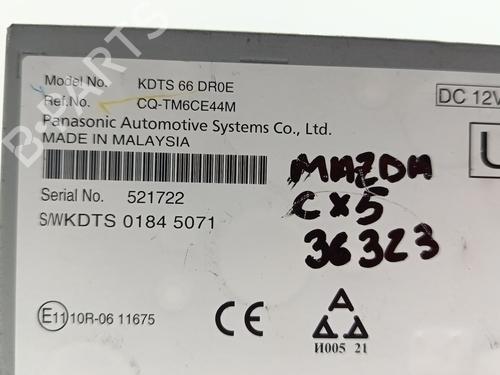 Model No. KDTS 66 DR0E
Ref.No. CQ-TM6CE44M
DC 12V
Panasonic Automotive Systems Co., Ltd.
MADE IN MALAYSIA
U
MAZDA
Serial No. 521722
CX5
S/WKDTS 0184 5071
36323
E11 10R-06 11675
CE
A
И005 21
B-PARTS